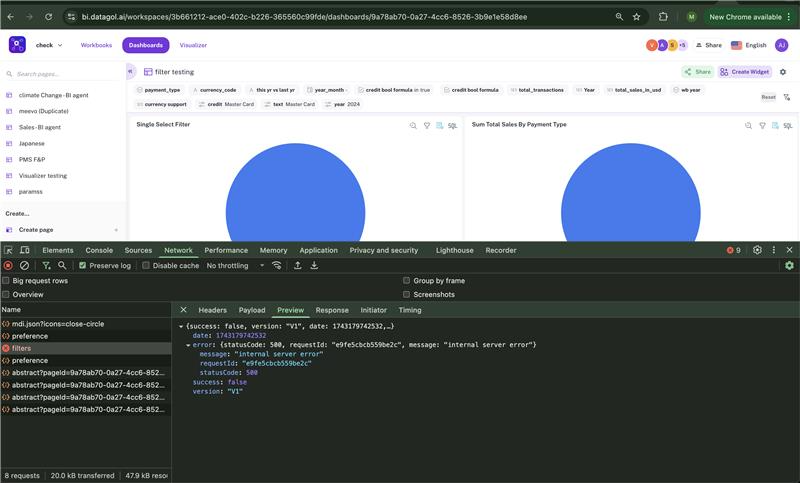 bi.datagol.ai/workspaces/3b661212-ace0-402c-b226-365560c99fde/dashboards/9a78ab70-0a27-4cc6-8526-3b9e1e58d8ee
M
New Chrome available
check
Workbooks
Dashboards
Visualizer
V A S +5
Share
English
AJ
Search pages...
filter testing
Share
Create Widget
payment_type
currency_code
this yr vs last yr
year_month -
credit bool formula in true
credit bool formula
total_transactions
Year
total_sales_in_usd
wb year
currency support
credit Master Card
text Master Card
year 2024
Reset
climate Change-BI agent
meevo (Duplicate)
Sales-BI agent
Japanese
PMS F&P
Visualizer testing
paramss
Create...
Create page +
Single Select Filter
SQL
Sum Total Sales By Payment Type
SQL
Elements
Console
Sources
Network
Performance
Memory
Application
Privacy and security
Lighthouse
Recorder
9
Preserve log
Disable cache
No throttling
Big request rows
Group by frame
Overview
Screenshots
Name
Headers
Payload
Preview
Response
Initiator
Timing
mdi.json?icons=close-circle
preference
filters
preference
abstract?pageId=9a78ab70-0a27-4cc6-852...
abstract?pageId=9a78ab70-0a27-4cc6-852...
abstract?pageId=9a78ab70-0a27-4cc6-852...
abstract?pageId=9a78ab70-0a27-4cc6-852...
{success: false, version: "V1", date: 1743179742532,…}
date: 1743179742532
error: {statusCode: 500, requestId: "e9fe5cbcb559be2c", message: "internal server error"}
message: "internal server error"
requestId: "e9fe5cbcb559be2c"
statusCode: 500
success: false
version: "V1"
8 requests
20.0 kB transferred
47.9 kB resou